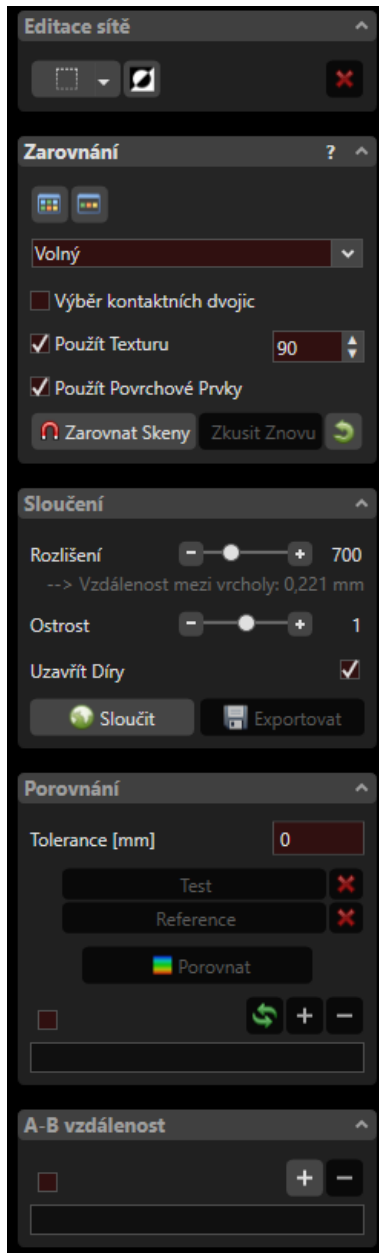 Editace sítě
Zarovnání ?
Volný
Výběr kontaktních dvojic
Použít Texturu 90
Použít Povrchové Prvky
Zarovnat Skeny Zkusit Znovu
Sloučení
Rozlišení - + 700
--> Vzdálenost mezi vrcholy: 0,221 mm
Ostrost - + 1
Uzavřít Díry
Sloučit Exportovat
Porovnání
Tolerance [mm] 0
Test
Reference
Porovnat
+ -
A-B vzdálenost
+ -